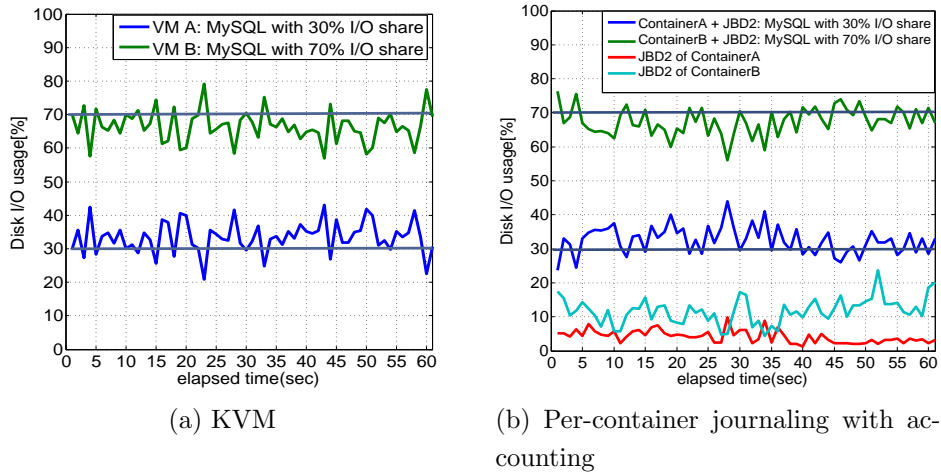 VM A: MySQL with 30% I/O share
VM B: MySQL with 70% I/O share
Disk I/O usage[%]
100
90
80
70
60
50
40
30
20
10
0
0 5 10 15 20 25 30 35 40 45 50 55 60
elapsed time(sec)
(a) KVM
ContainerA + JBD2: MySQL with 30% I/O share
ContainerB + JBD2: MySQL with 70% I/O share
JBD2 of ContainerA
JBD2 of ContainerB
Disk I/O usage[%]
100
90
80
70
60
50
40
30
20
10
0
0 5 10 15 20 25 30 35 40 45 50 55 60
elapsed time(sec)
(b) Per-container journaling with ac-
counting